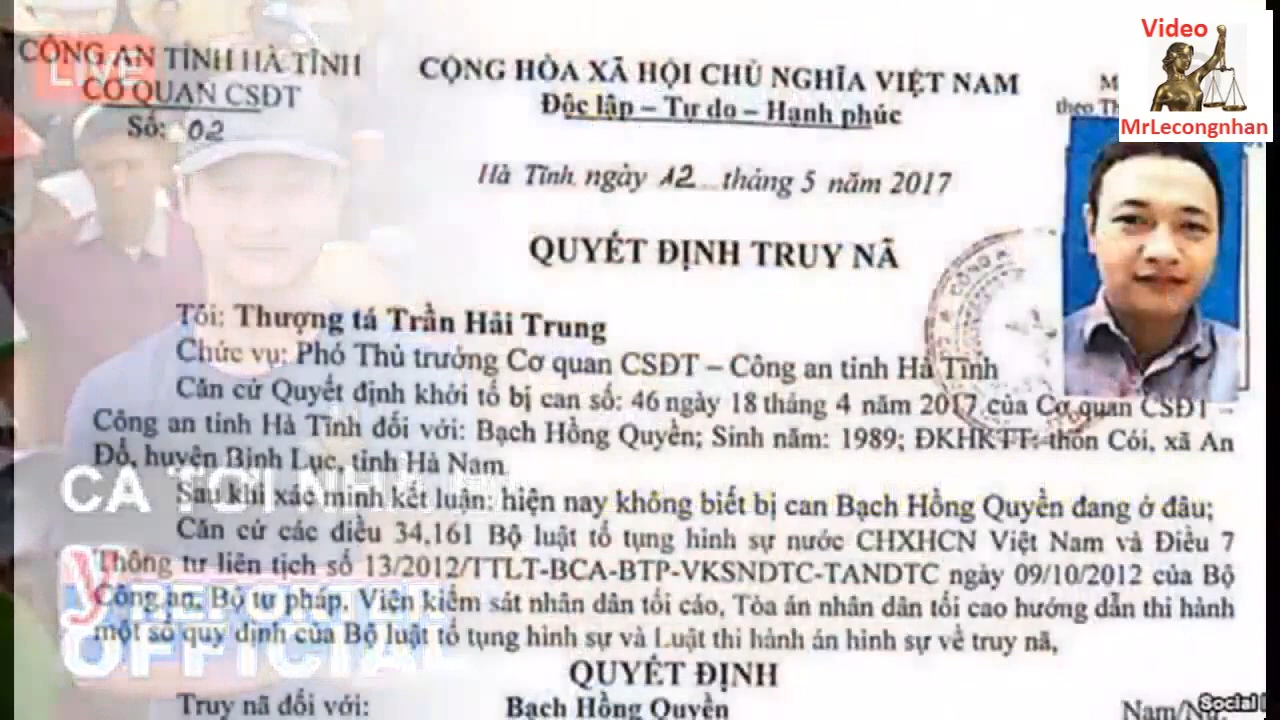 Video
MrLecongnhan
LIVE
CÔNG AN TỈNH HÀ TĨNH
CƠ QUAN CSĐT
Số: 02
CỘNG HÒA XÃ HỘI CHỦ NGHĨA VIỆT NAM
Độc lập – Tự do – Hạnh phúc
theo Th
Hà Tĩnh, ngày 12 tháng 5 năm 2017
QUYẾT ĐỊNH TRUY NÃ
Tôi: Thượng tá Trần Hải Trung
Chức vụ: Phó Thủ trưởng Cơ quan CSĐT – Công an tỉnh Hà Tĩnh
Căn cứ Quyết định khởi tố bị can số: 46 ngày 18 tháng 4 năm 2017 của Cơ quan CSĐT –
Công an tỉnh Hà Tĩnh đối với: Bạch Hồng Quyền; Sinh năm: 1989; ĐKHKTT: thôn Cói, xã An
Đổ, huyện Bình Lục, tỉnh Hà Nam
Sau khi xác minh kết luận: hiện nay không biết bị can Bạch Hồng Quyền đang ở đâu;
Căn cứ các điều 34,161 Bộ luật tố tụng hình sự nước CHXHCN Việt Nam và Điều 7
Thông tư liên tịch số 13/2012/TTLT-BCA-BTP-VKSNDTC-TANDTC ngày 09/10/2012 của Bộ
Công an, Bộ tư pháp, Viện kiểm sát nhân dân tối cáo, Tòa án nhân dân tối cao hướng dẫn thi hành
một số quy định của Bộ luật tố tụng hình sự và Luật thi hành án hình sự về truy nã,
QUYẾT ĐỊNH
Truy nã đối với: Bạch Hồng Quyền Nam/
CA TỚI NHÀ
OFFICIAL
Social